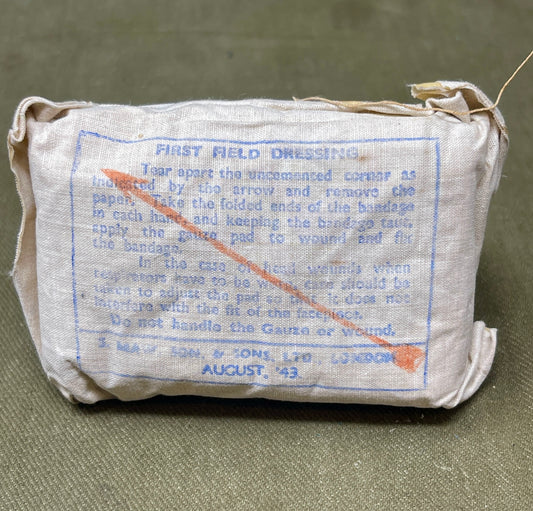 FIRST FIELD DRESSING
Tear apart the uncemented corner as
indicated by the arrow and remove the
paper. Take the folded ends of the bandage
in each hand, and keeping the bandage taut,
apply the gauze pad to wound and fix
the bandage.
In the case of head wounds when
respirators have to be worn, care should be
taken to adjust the pad so that it does not
interfere with the fit of the facepiece.
Do not handle the Gauze or wound.
S. MAW, SON, & SONS, LTD. LONDON
AUGUST, '43